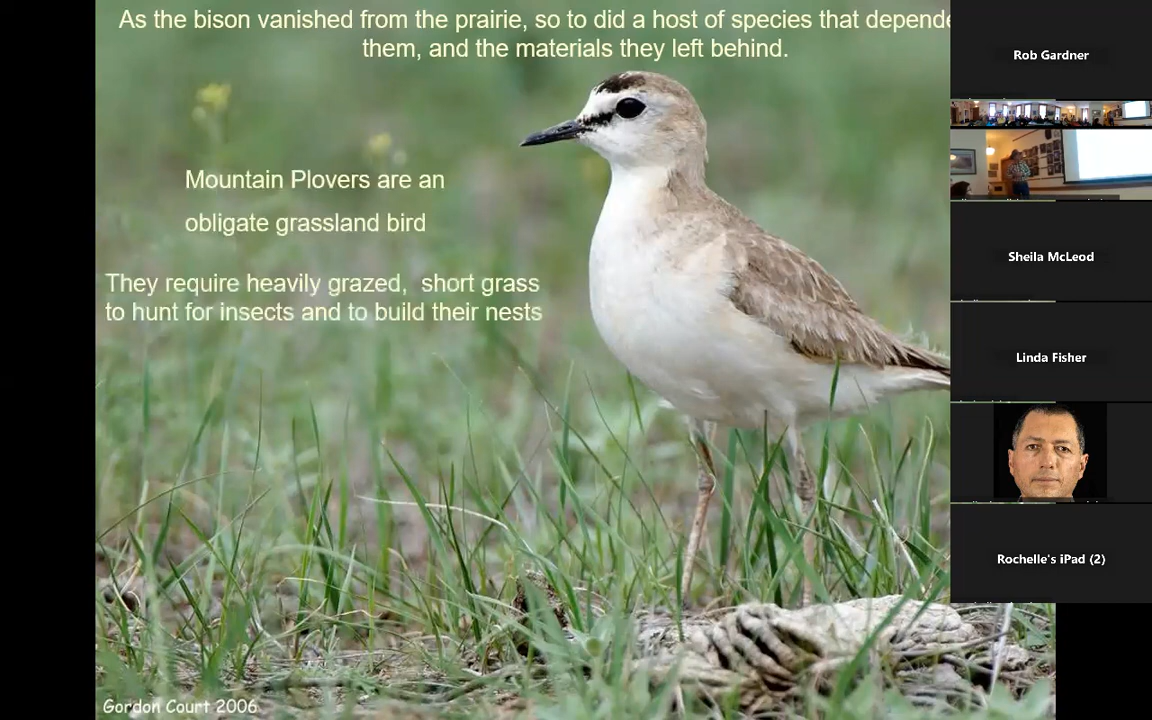 As the bison vanished from the prairie, so to did a host of species that depende
them, and the materials they left behind.
Mountain Plovers are an
obligate grassland bird
They require heavily grazed, short grass
to hunt for insects and to build their nests
Gordon Court 2006
Rob Gardner
Sheila McLeod
Linda Fisher
Rochelle's iPad (2)